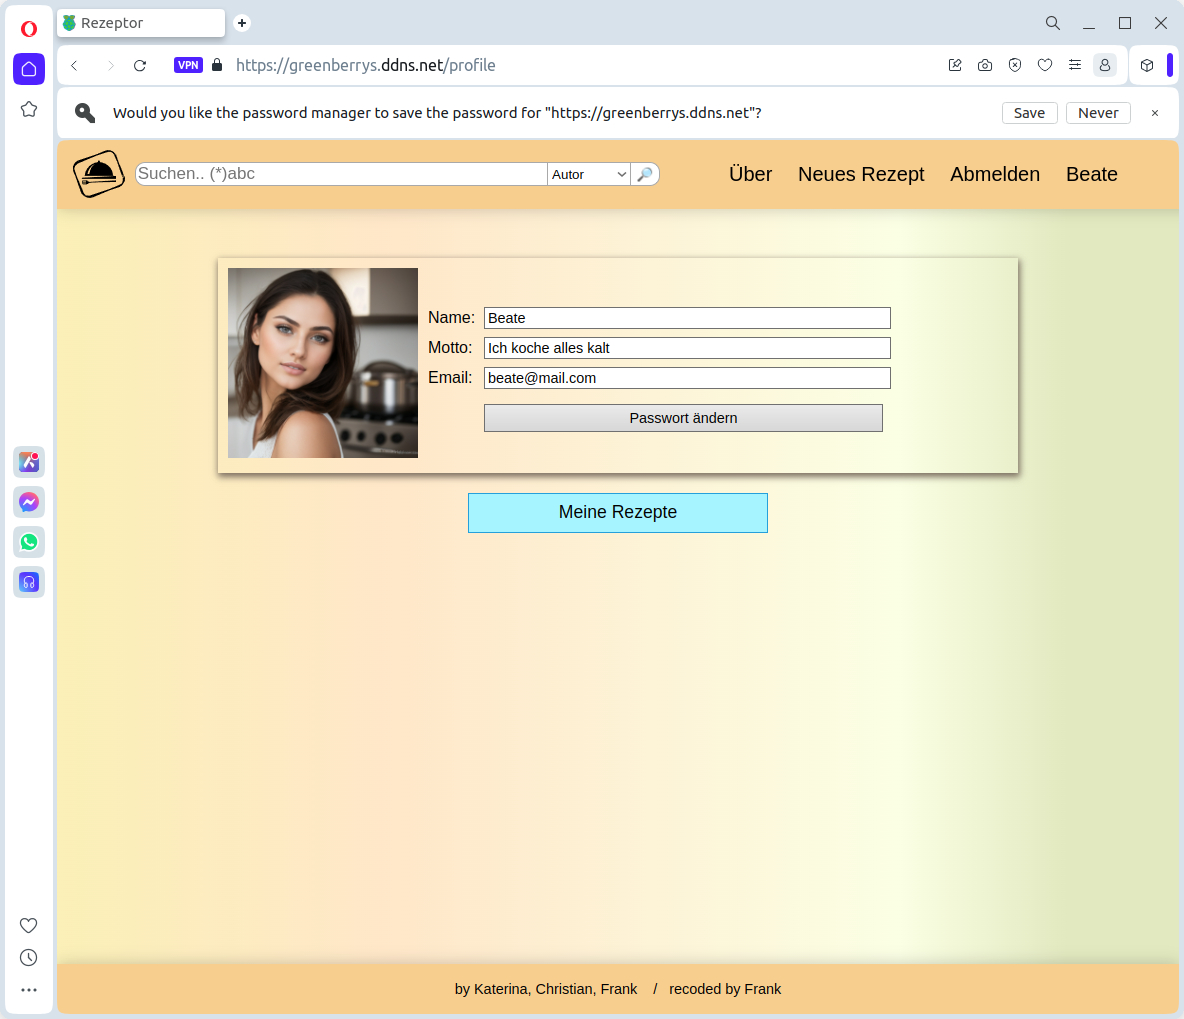 Rezeptor
VPN https://greenberrys.ddns.net/profile
Would you like the password manager to save the password for "https://greenberrys.ddns.net"? Save Never
Suchen.. (*)abc Autor Über Neues Rezept Abmelden Beate
Name: Beate
Motto: Ich koche alles kalt
Email: beate@mail.com
Passwort ändern
Meine Rezepte
by Katerina, Christian, Frank / recoded by Frank